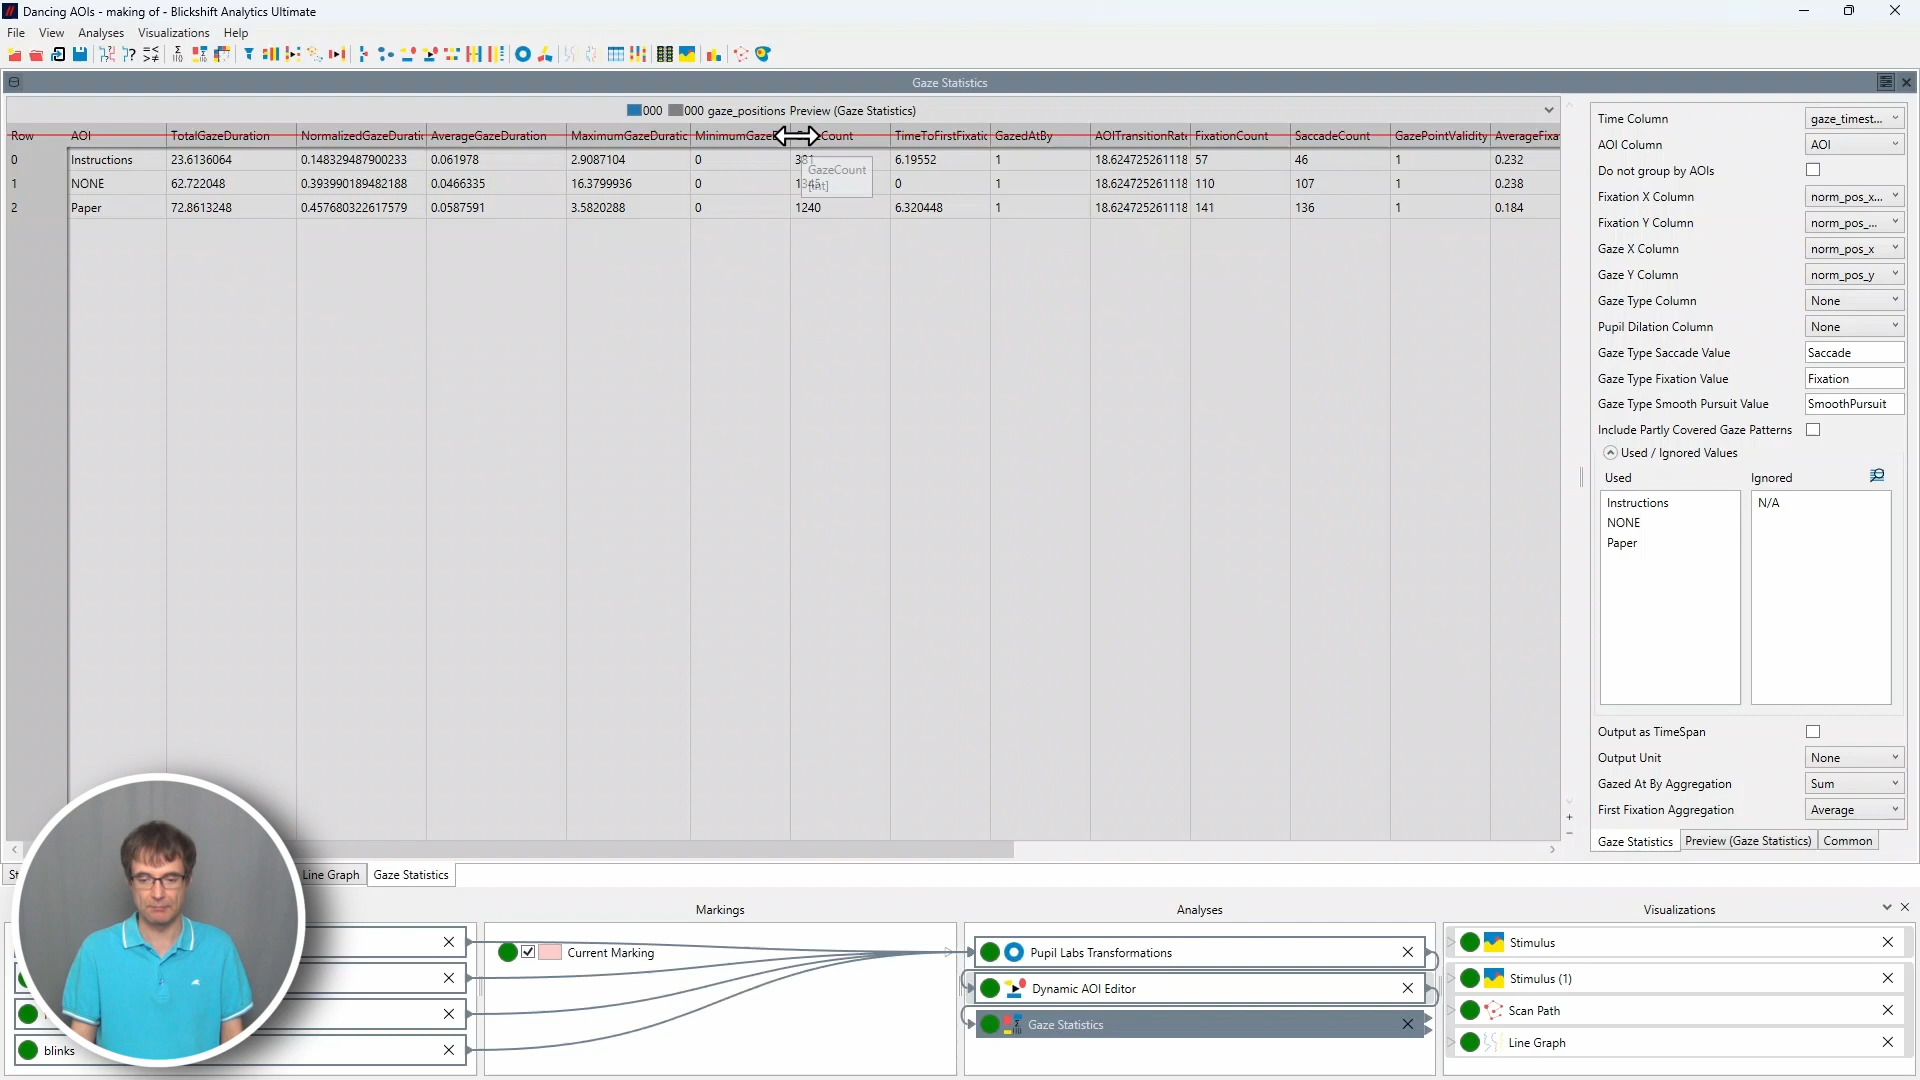 Dancing AOIs - making of - Blickshift Analytics Ultimate
File View Analyses Visualizations Help
Gaze Statistics
000 000 gaze_positions Preview (Gaze Statistics)
Row AOI TotalGazeDuration NormalizedGazeDuratic AverageGazeDuration MaximumGazeDuratic MinimumGaze Count TimeToFirstFixatic GazedAtBy AOITransitionRat FixationCount SaccadeCount GazePointValidity AverageFixa
0 Instructions 23.6136064 0.148329487900233 0.061978 2.9087104 0 381 6.19552 1 18.624725261118 57 46 1 0.232
GazeCount
[int]
1 NONE 62.722048 0.393990189482188 0.0466335 16.3799936 0 1345 0 1 18.624725261118 110 107 1 0.238
2 Paper 72.8613248 0.457680322617579 0.0587591 3.5820288 0 1240 6.320448 1 18.624725261118 141 136 1 0.184
Time Column gaze_timest...
AOI Column AOI
Do not group by AOIs
Fixation X Column norm_pos_x...
Fixation Y Column norm_pos_...
Gaze X Column norm_pos_x
Gaze Y Column norm_pos_y
Gaze Type Column None
Pupil Dilation Column None
Gaze Type Saccade Value Saccade
Gaze Type Fixation Value Fixation
Gaze Type Smooth Pursuit Value SmoothPursuit
Include Partly Covered Gaze Patterns
Used / Ignored Values
Used Ignored
Instructions N/A
NONE
Paper
Output as TimeSpan
Output Unit None
Gazed At By Aggregation Sum
First Fixation Aggregation Average
Gaze Statistics Preview (Gaze Statistics) Common
St Line Graph Gaze Statistics
Markings Analyses Visualizations
Current Marking
Pupil Labs Transformations
Dynamic AOI Editor
Gaze Statistics
Stimulus
Stimulus (1)
Scan Path
Line Graph
blinks